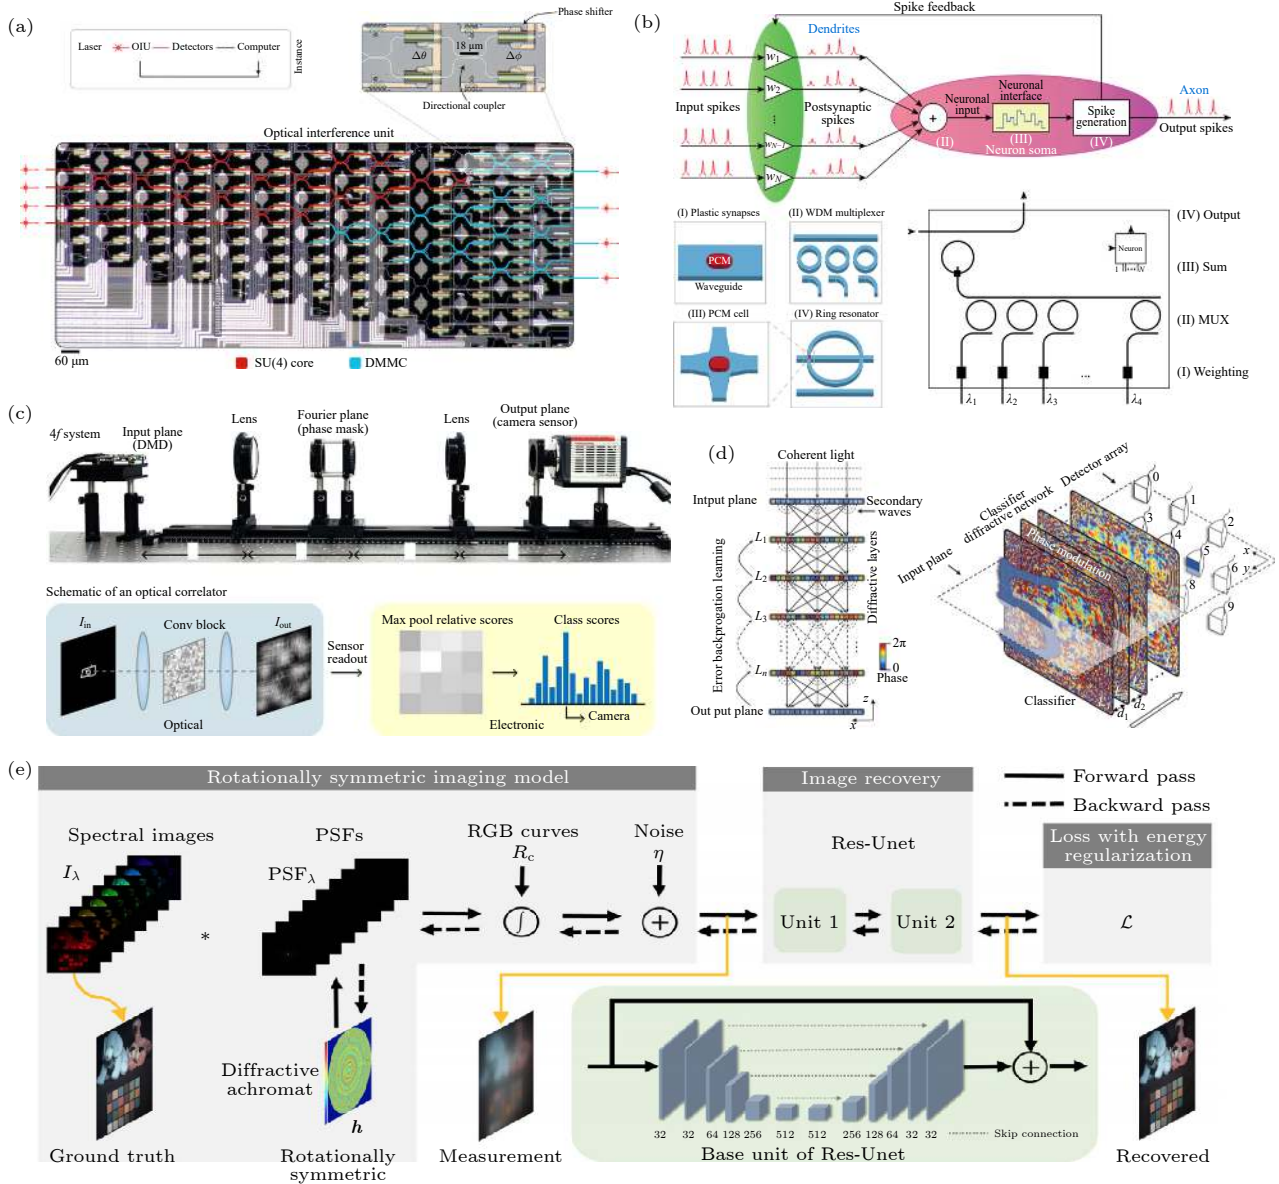 (a)
Phase shifter
Laser
OIU
Detectors
Computer
Instance
Δθ
18 μm
Δϕ
Directional coupler
Optical interference unit
60 μm
SU(4) core
DMMC
(b)
Spike feedback
Dendrites
w1
w2
⋮
wN−1
wN
Input spikes
Postsynaptic
spikes
+
(II)
Neuronal
input
Neuronal
interface
(III)
Neuron soma
Spike
generation
(IV)
Axon
Output spikes
(I) Plastic synapses
PCM
Waveguide
(II) WDM multiplexer
(III) PCM cell
(IV) Ring resonator
Neuron
1
N
(IV) Output
(III) Sum
(II) MUX
(I) Weighting
...
λ1
λ2
λ3
λ4
(c)
4f system
Input plane
(DMD)
Lens
Fourier plane
(phase mask)
Lens
Output plane
(camera sensor)
Schematic of an optical correlator
Iin
Conv block
Iout
Optical
Sensor
readout
Max pool relative scores
Class scores
Camera
Electronic
(d)
Coherent light
Intput plane
Secondary
waves
L1
L2
L3
Ln
Error backprogation leaming
Diffractive layers
2π
0
Phase
Out put plane
z
x
Input plane
Classifier
diffractive network
Detector array
Phase modulation
0
1
2
3
4
5
6
8
9
x
y
Classifier
d1
d2
(e)
Rotationally symmetric imaging model
Image recovery
Forward pass
Backward pass
Spectral images
Iλ
*
PSFs
PSFλ
RGB curves
Rc
∫
Noise
η
+
Res-Unet
Unit 1
Unit 2
Loss with energy
regularization
ℒ
Ground truth
Diffractive
achromat
h
Rotationally
symmetric
Measurement
+
32 32 64 128 256 512 512 256 128 64 32 32
Skip connection
Base unit of Res-Unet
Recovered